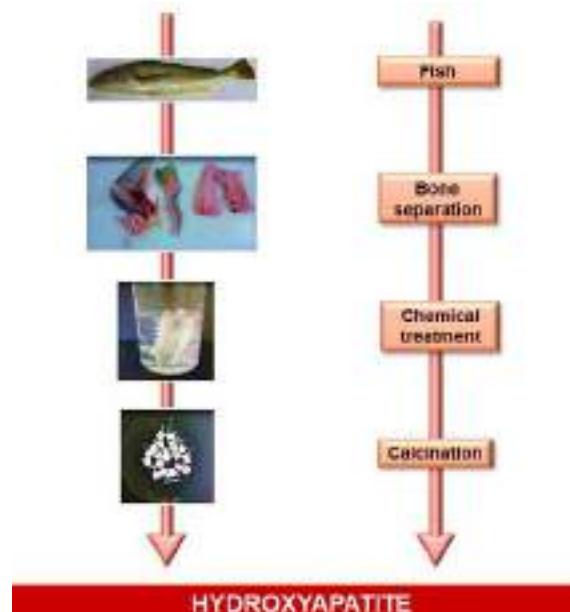 Fish
Bone
separation
Chemical
treatment
Calcination
HYDROXYAPATITE